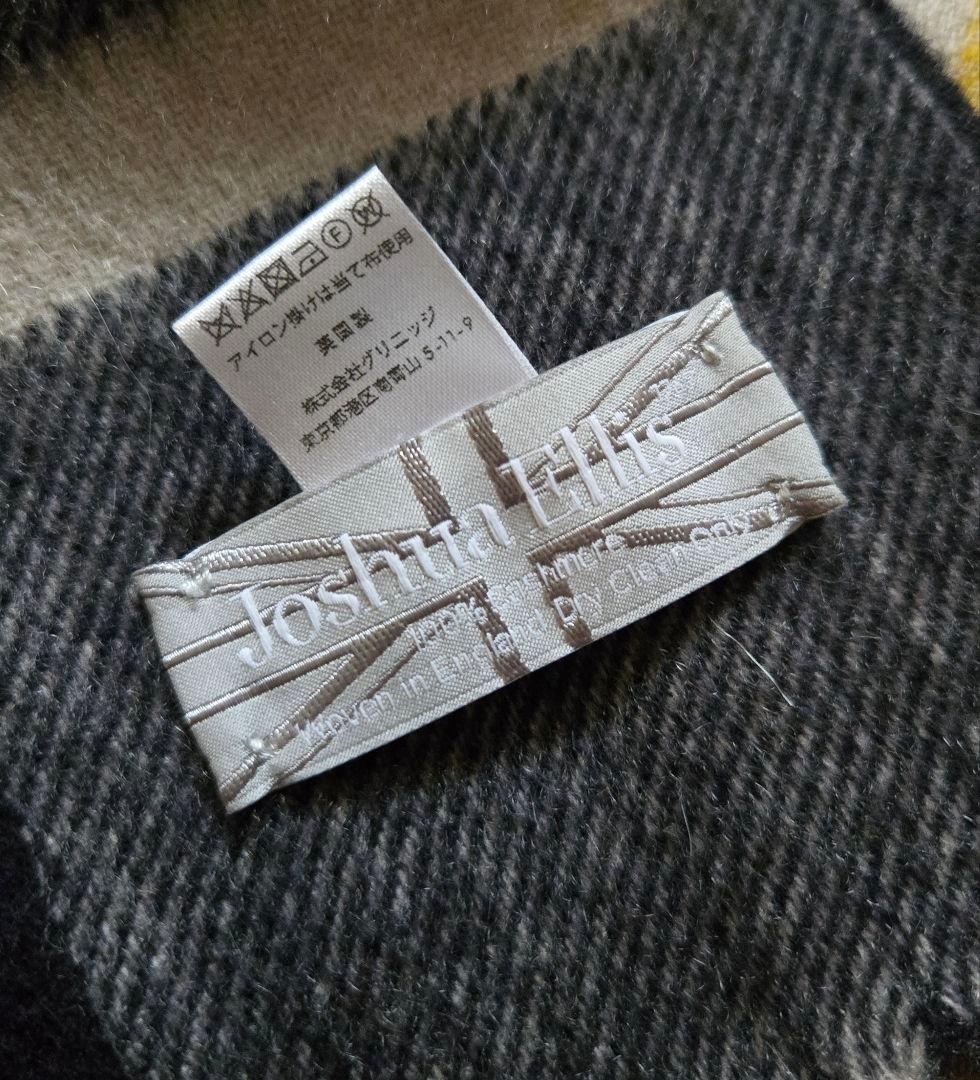 F W
アイロン掛けは当て布使用
英国製
株式会社グリニッジ
東京都港区南青山 5-11-9
Joshua Ellis
100% Cashmere
Woven in England Dry Clean Only